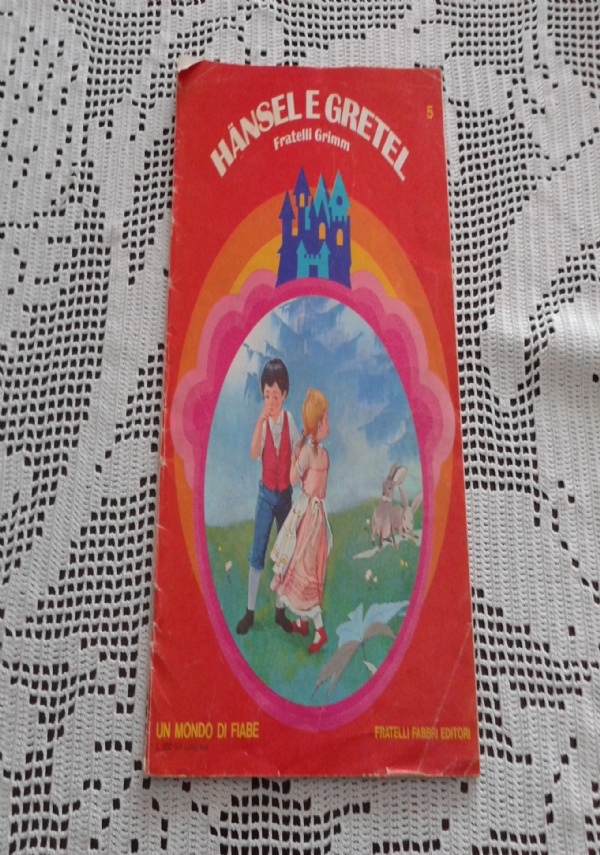 HÄNSEL E GRETEL
Fratelli Grimm
5
UN MONDO DI FIABE
FRATELLI FABBRI EDITORI